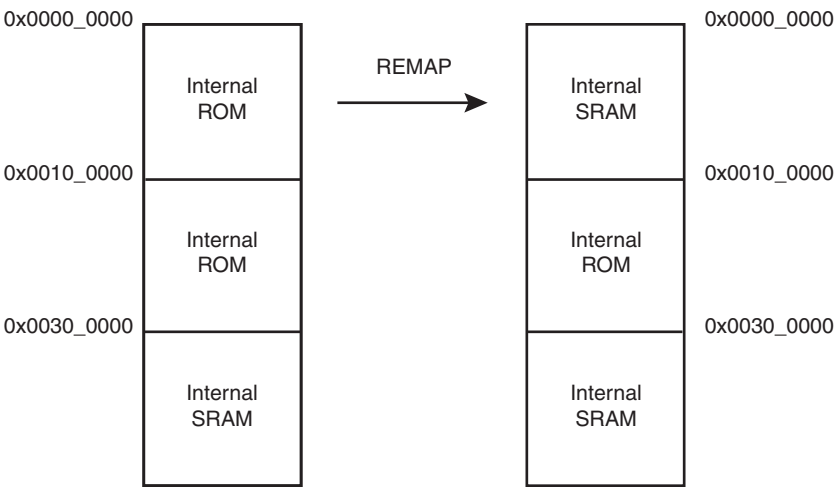 0x0000_0000
Internal
ROM
REMAP
Internal
SRAM
0x0000_0000
0x0010_0000
Internal
ROM
Internal
ROM
0x0010_0000
0x0030_0000
Internal
SRAM
Internal
SRAM
0x0030_0000